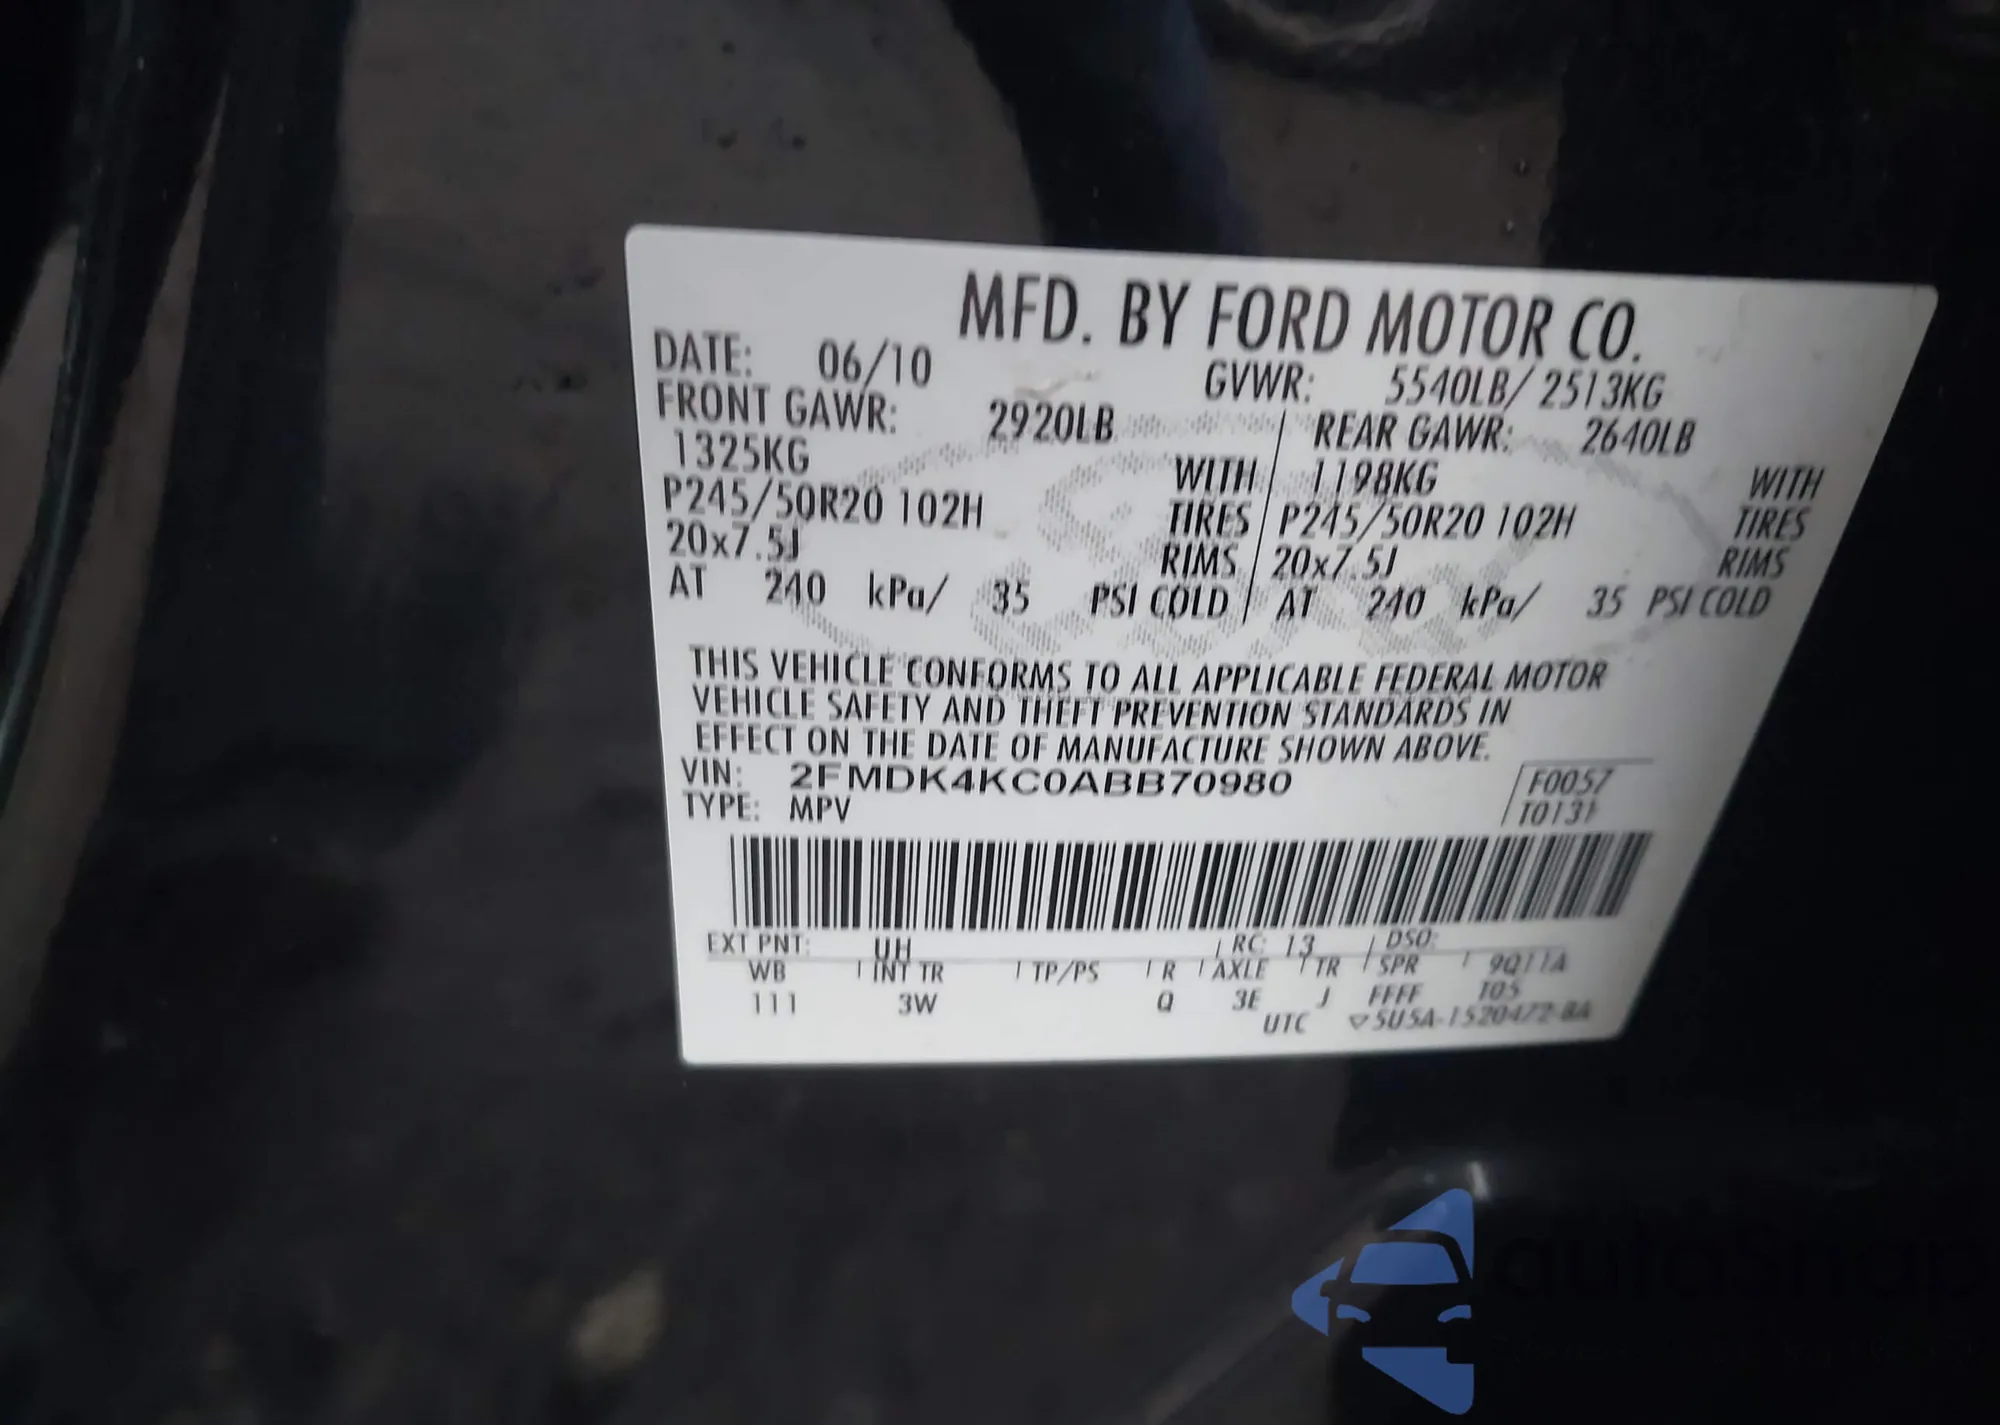 MFD. BY FORD MOTOR CO.
DATE: 06/10 GVWR: 5540LB/ 2513KG
FRONT GAWR: 2920LB REAR GAWR: 2640LB
1325KG WITH 1198KG WITH
P245/50R20 102H TIRES P245/50R20 102H TIRES
20x7.5J RIMS 20x7.5J RIMS
AT 240 kPa/ 35 PSI COLD AT 240 kPa/ 35 PSI COLD
THIS VEHICLE CONFORMS TO ALL APPLICABLE FEDERAL MOTOR
VEHICLE SAFETY AND THEFT PREVENTION STANDARDS IN
EFFECT ON THE DATE OF MANUFACTURE SHOWN ABOVE.
VIN: 2FMDK4KC0ABB70980 F0057
TYPE: MPV T0131
EXT PNT: UH RC: 13 DSO:
WB INT TR TP/PS R AXLE TR SPR 9Q11A
111 3W Q 3E J FFFF T05
UTC ▽5U5A-1520472-BA